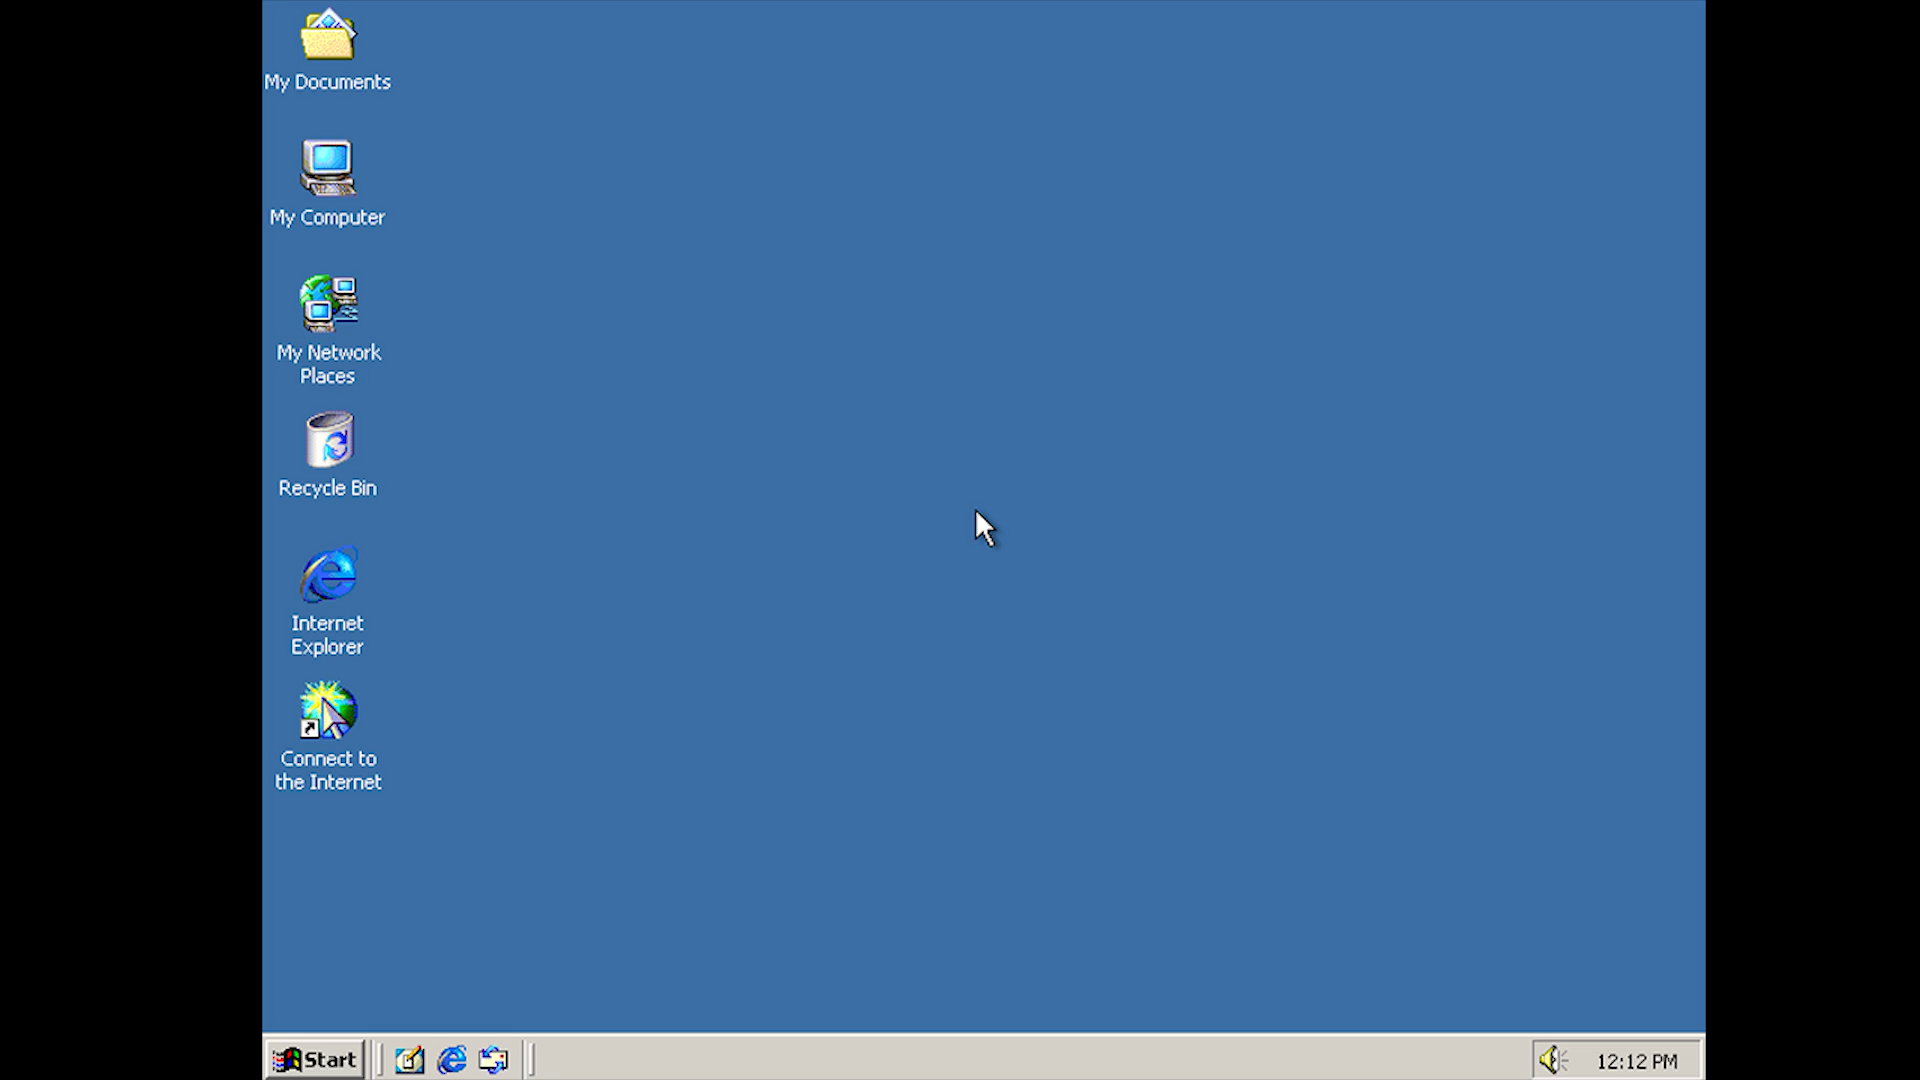 My Documents
My Computer
My Network
Places
Recycle Bin
Internet
Explorer
Connect to
the Internet
Start
12:12 PM